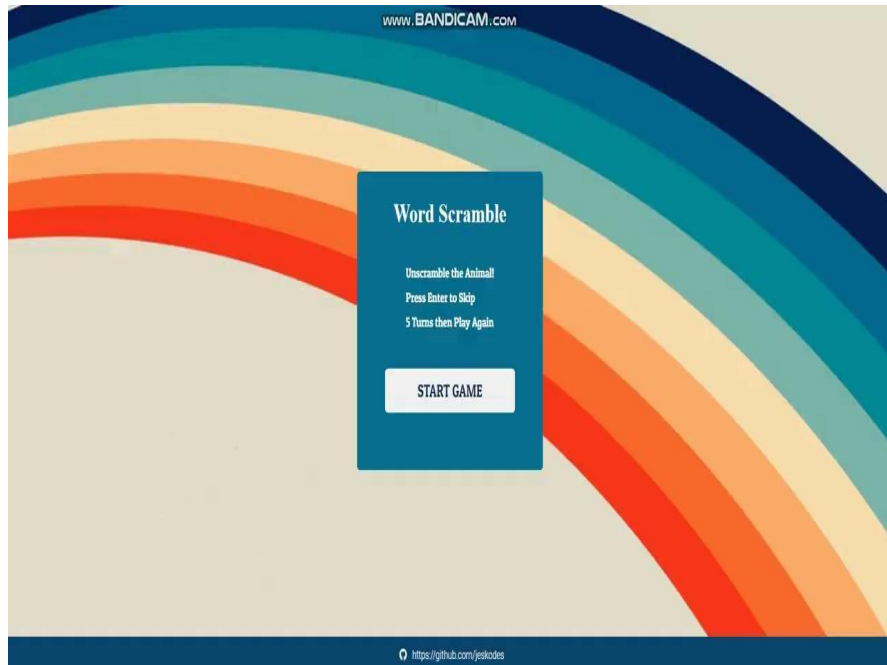 www.BANDICAM.com
Word Scramble
Unscramble the Animal!
Press Enter to Skip
5 Turns then Play Again
START GAME
https://github.com/jeskodes